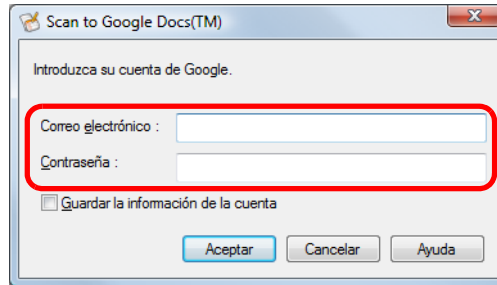 Scan to Google Docs(TM)
Introduzca su cuenta de Google.
Correo electrónico :
Contraseña :
Guardar la información de la cuenta
Aceptar Cancelar Ayuda